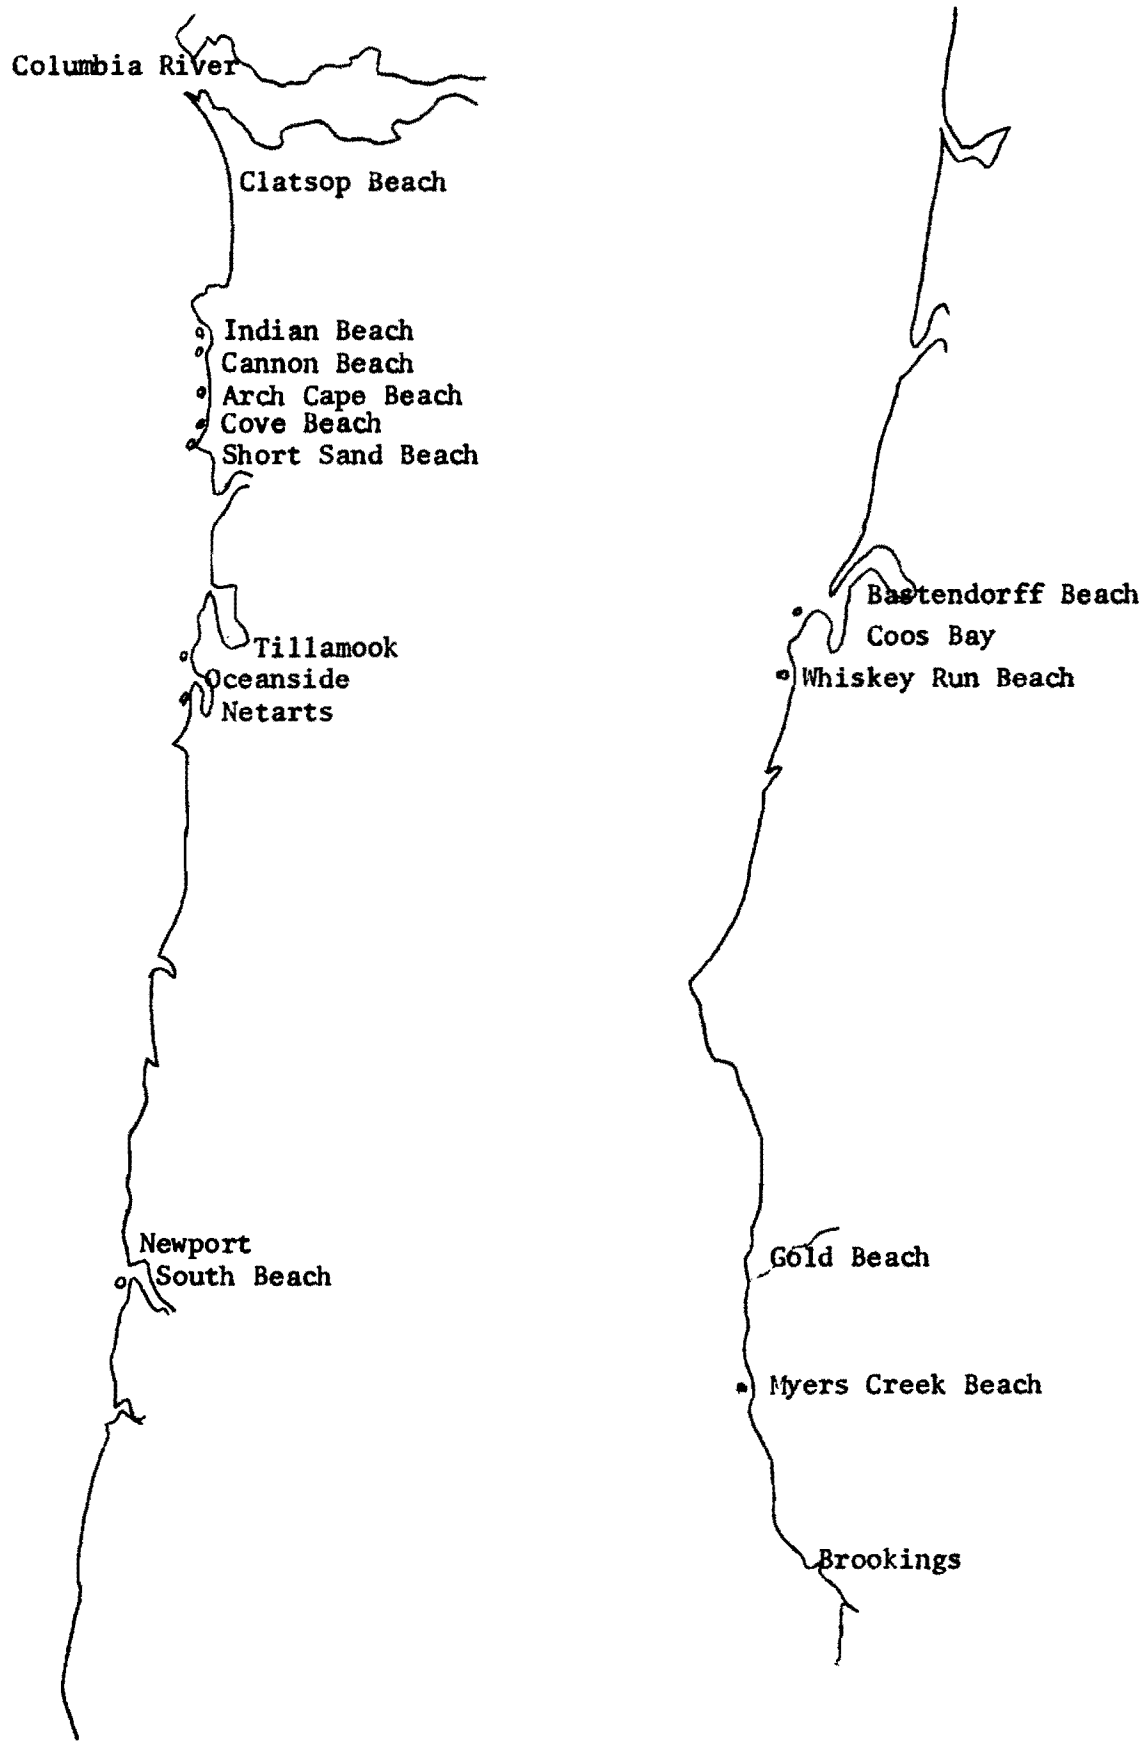 Columbia River
Clatsop Beach
Indian Beach
Cannon Beach
Arch Cape Beach
Cove Beach
Short Sand Beach
Tillamook
Oceanside
Netarts
Newport
South Beach
Bastendorff Beach
Coos Bay
Whiskey Run Beach
Gold Beach
Myers Creek Beach
Brookings